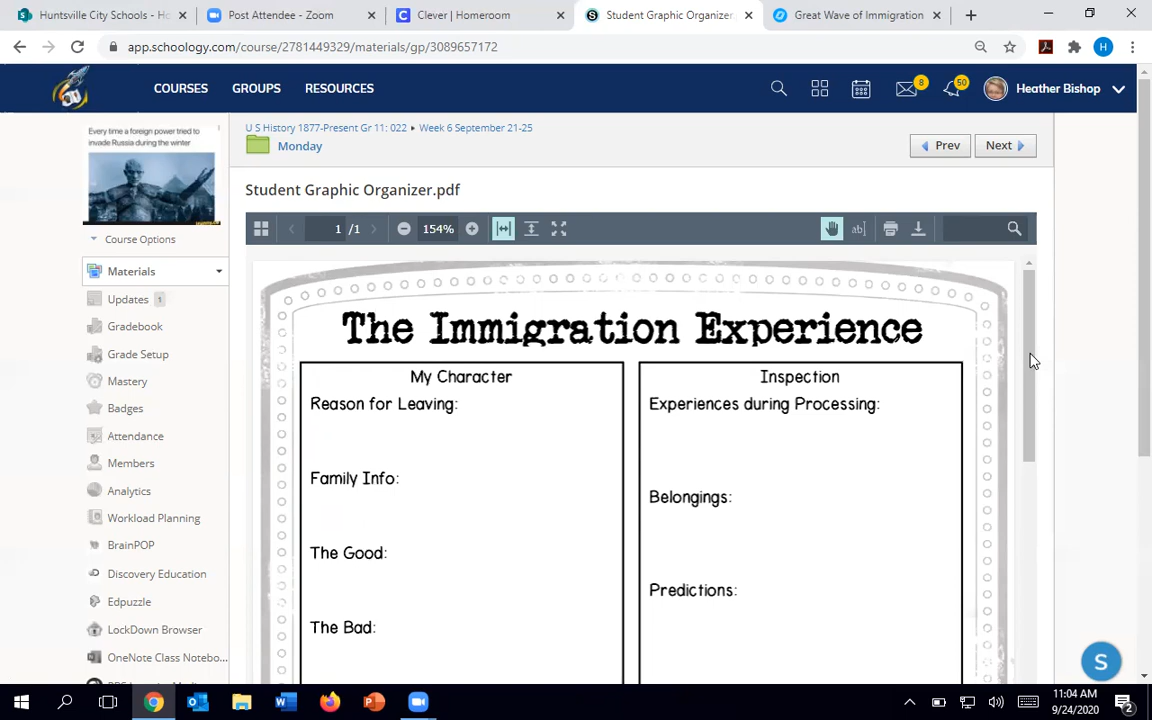 Huntsville City Schools - Ho
Post Attendee - Zoom
Clever | Homeroom
Student Graphic Organizer.
Great Wave of Immigration
app.schoology.com/course/2781449329/materials/gp/3089657172
H
COURSES
GROUPS
RESOURCES
8
50
Heather Bishop
Every time a foreign power tried to
invade Russia during the winter
U S History 1877-Present Gr 11: 022
Week 6 September 21-25
Monday
Prev
Next
Student Graphic Organizer.pdf
1 /1
154%
ab|
Course Options
Materials
Updates 1
Gradebook
Grade Setup
Mastery
Badges
Attendance
Members
Analytics
Workload Planning
BrainPOP
Discovery Education
Edpuzzle
LockDown Browser
OneNote Class Notebo...
The Immigration Experience
My Character
Reason for Leaving:
Family Info:
The Good:
The Bad:
Inspection
Experiences during Processing:
Belongings:
Predictions:
S
11:04 AM
9/24/2020
2